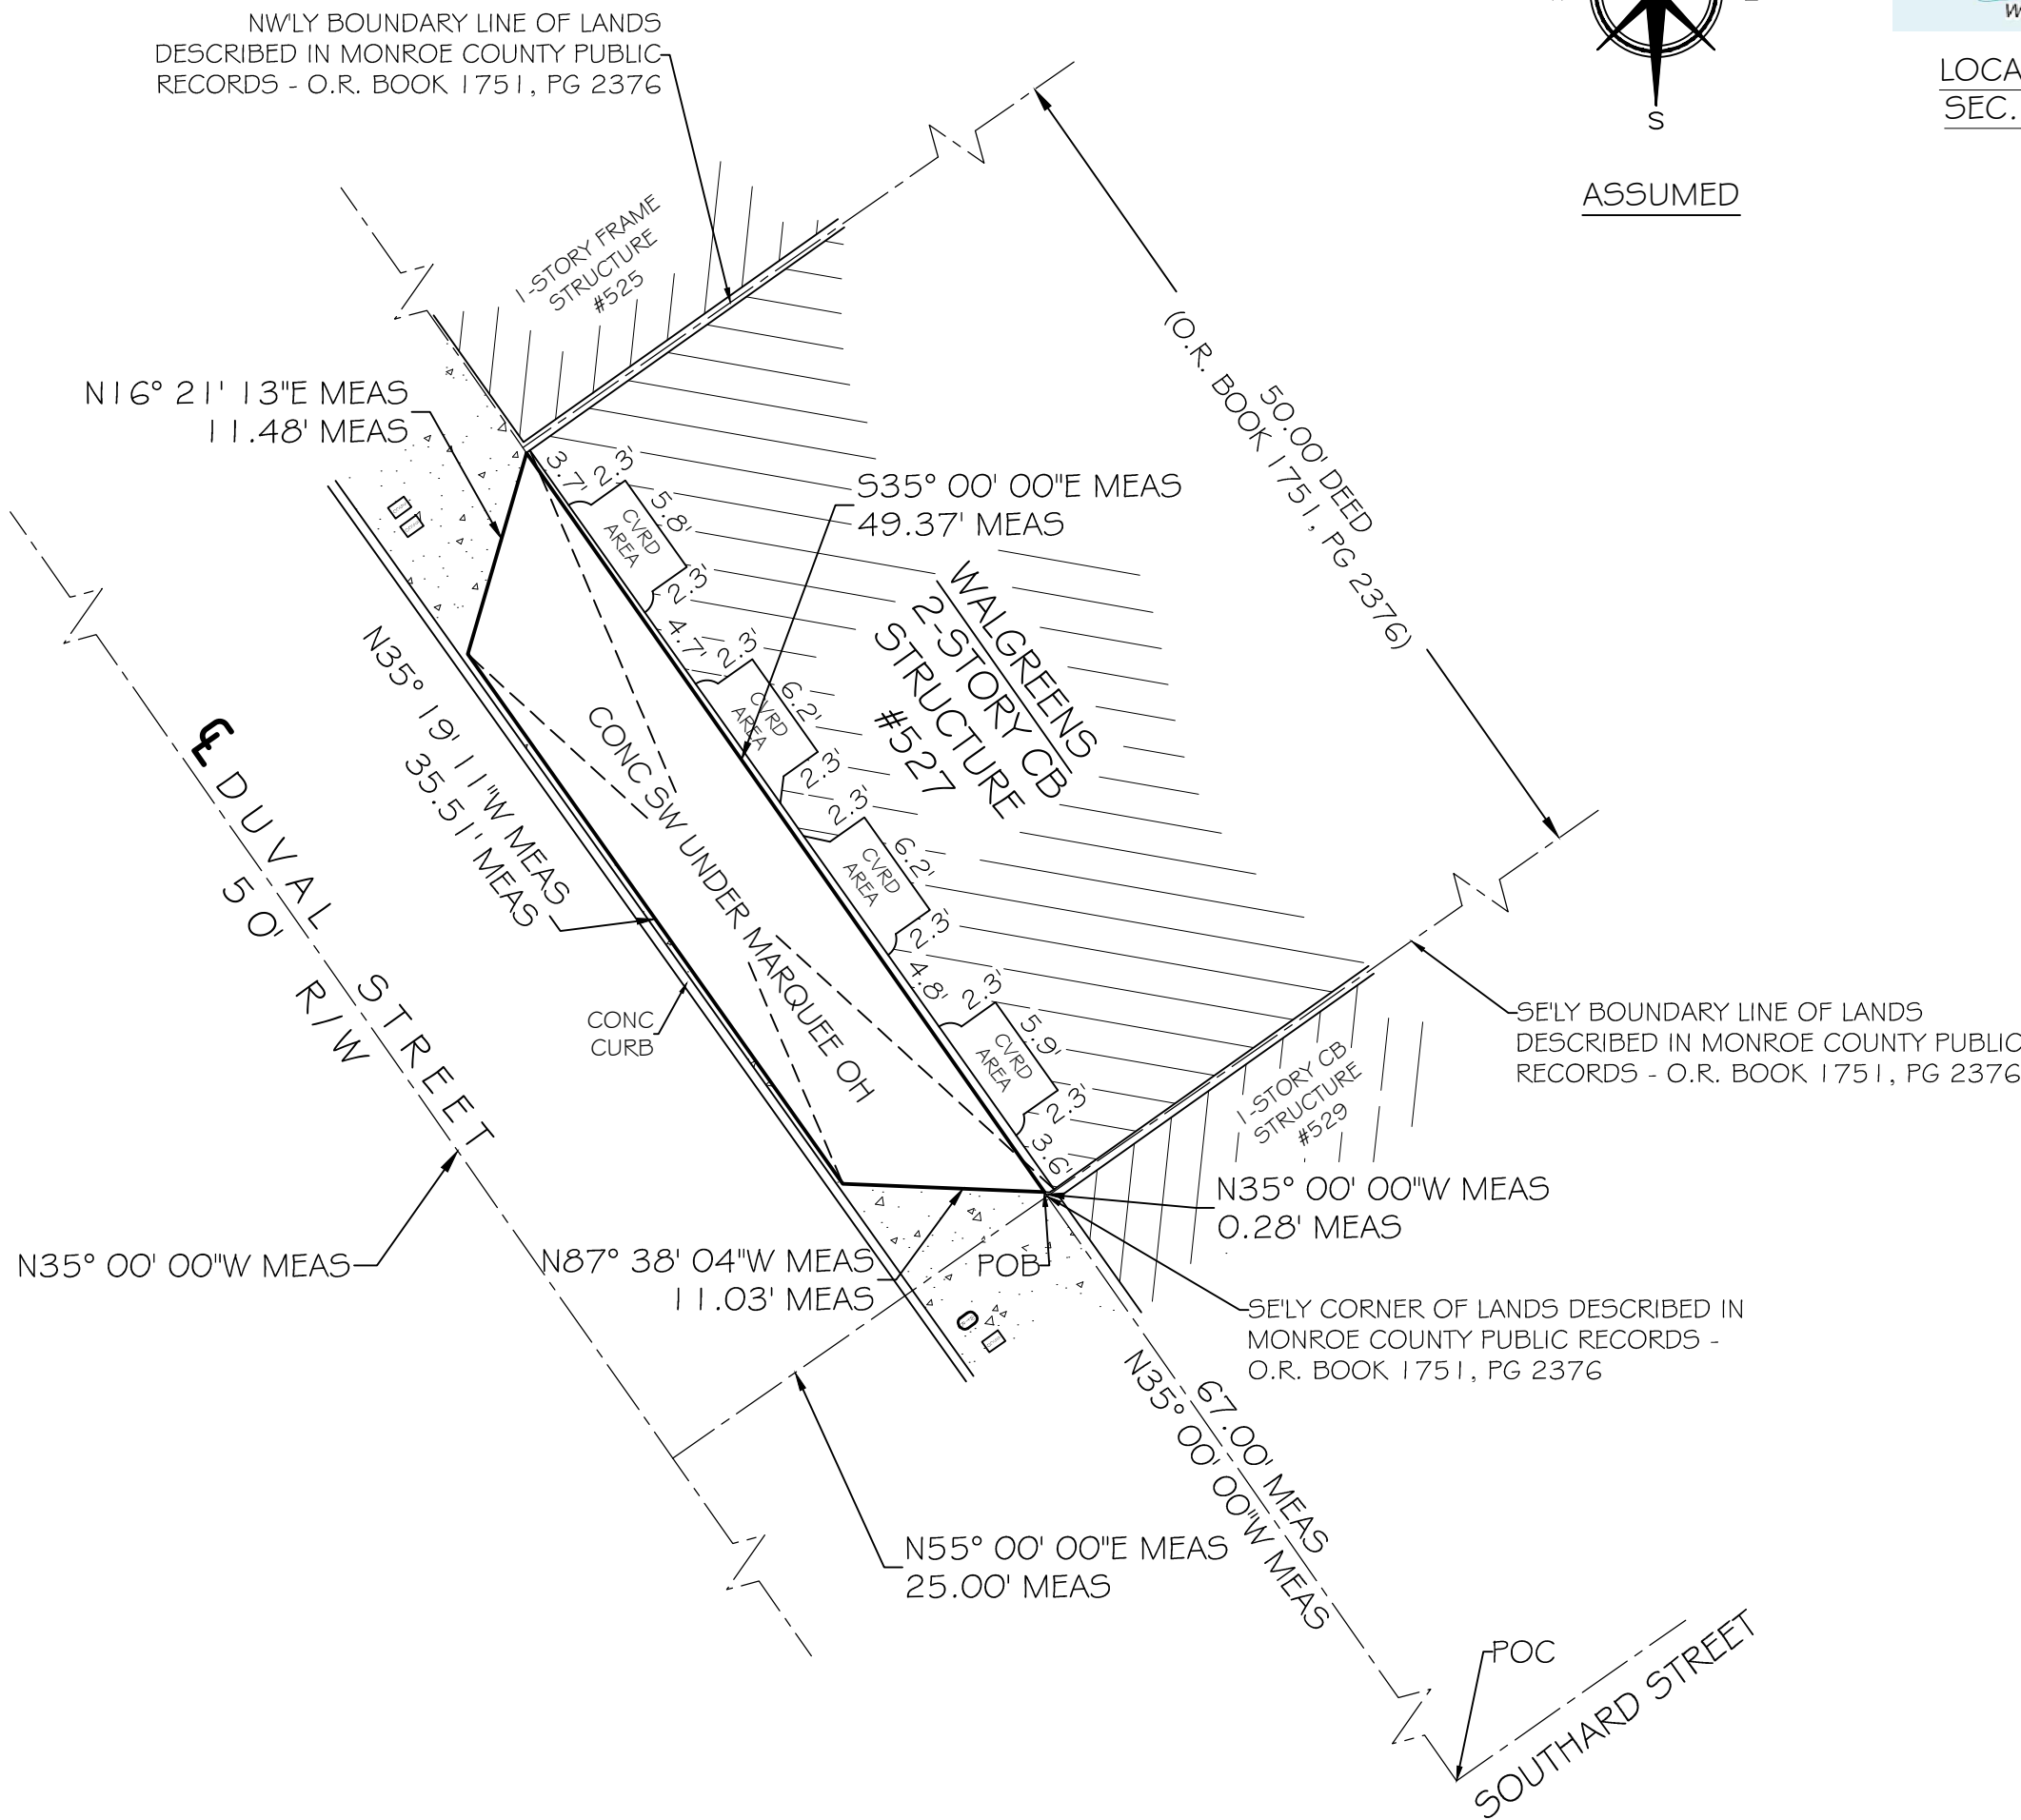 NW'LY BOUNDARY LINE OF LANDS
DESCRIBED IN MONROE COUNTY PUBLIC
RECORDS - O.R. BOOK 1751, PG 2376
S
ASSUMED
LOCA
SEC.
1-STORY FRAME
STRUCTURE
#525
N16° 21' 13"E MEAS
11.48' MEAS
50.00' DEED
(O.R. BOOK 1751, PG 2376)
S35° 00' 00"E MEAS
49.37' MEAS
3.7'
2.3'
5.8'
CVRD
AREA
2.3'
4.7'
2.3'
6.2'
CVRD
AREA
2.3'
2.3'
6.2'
CVRD
AREA
2.3'
4.8'
2.3'
5.9'
CVRD
AREA
2.3'
3.6'
WALGREENS
2-STORY CB
STRUCTURE
#527
N35° 19' 11"W MEAS
35.51' MEAS
CONC SW UNDER MARQUEE OH
CL DUVAL STREET
50' R/W
CONC
CURB
SE'LY BOUNDARY LINE OF LANDS
DESCRIBED IN MONROE COUNTY PUBLIC
RECORDS - O.R. BOOK 1751, PG 2376
1-STORY CB
STRUCTURE
#529
N35° 00' 00"W MEAS
0.28' MEAS
N35° 00' 00"W MEAS
N87° 38' 04"W MEAS
11.03' MEAS
POB
SE'LY CORNER OF LANDS DESCRIBED IN
MONROE COUNTY PUBLIC RECORDS -
O.R. BOOK 1751, PG 2376
67.00' MEAS
N35° 00' 00"W MEAS
N55° 00' 00"E MEAS
25.00' MEAS
POC
SOUTHARD STREET